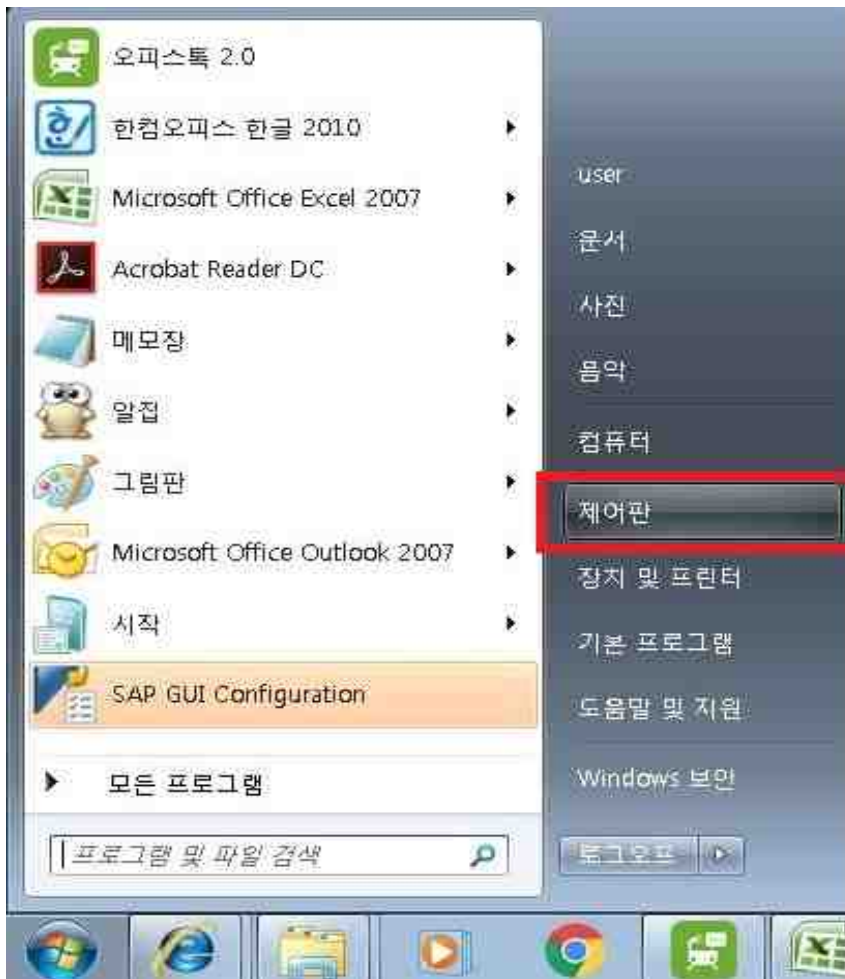 오피스톡 2.0
한컴오피스 한글 2010
Microsoft Office Excel 2007
Acrobat Reader DC
메모장
알집
그림판
Microsoft Office Outlook 2007
시작
SAP GUI Configuration
모든 프로그램
프로그램 및 파일 검색
user
문서
사진
음악
컴퓨터
제어판
장치 및 프린터
기본 프로그램
도움말 및 지원
Windows 보안
로그오프